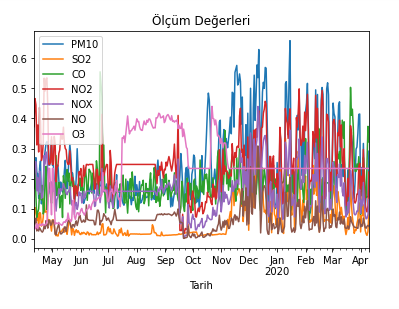 Ölçüm Değerleri
PM10
SO2
CO
NO2
NOX
NO
O3
0.6
0.5
0.4
0.3
0.2
0.1
0.0
May Jun Jul Aug Sep Oct Nov Dec Jan Feb Mar Apr
2020
Tarih